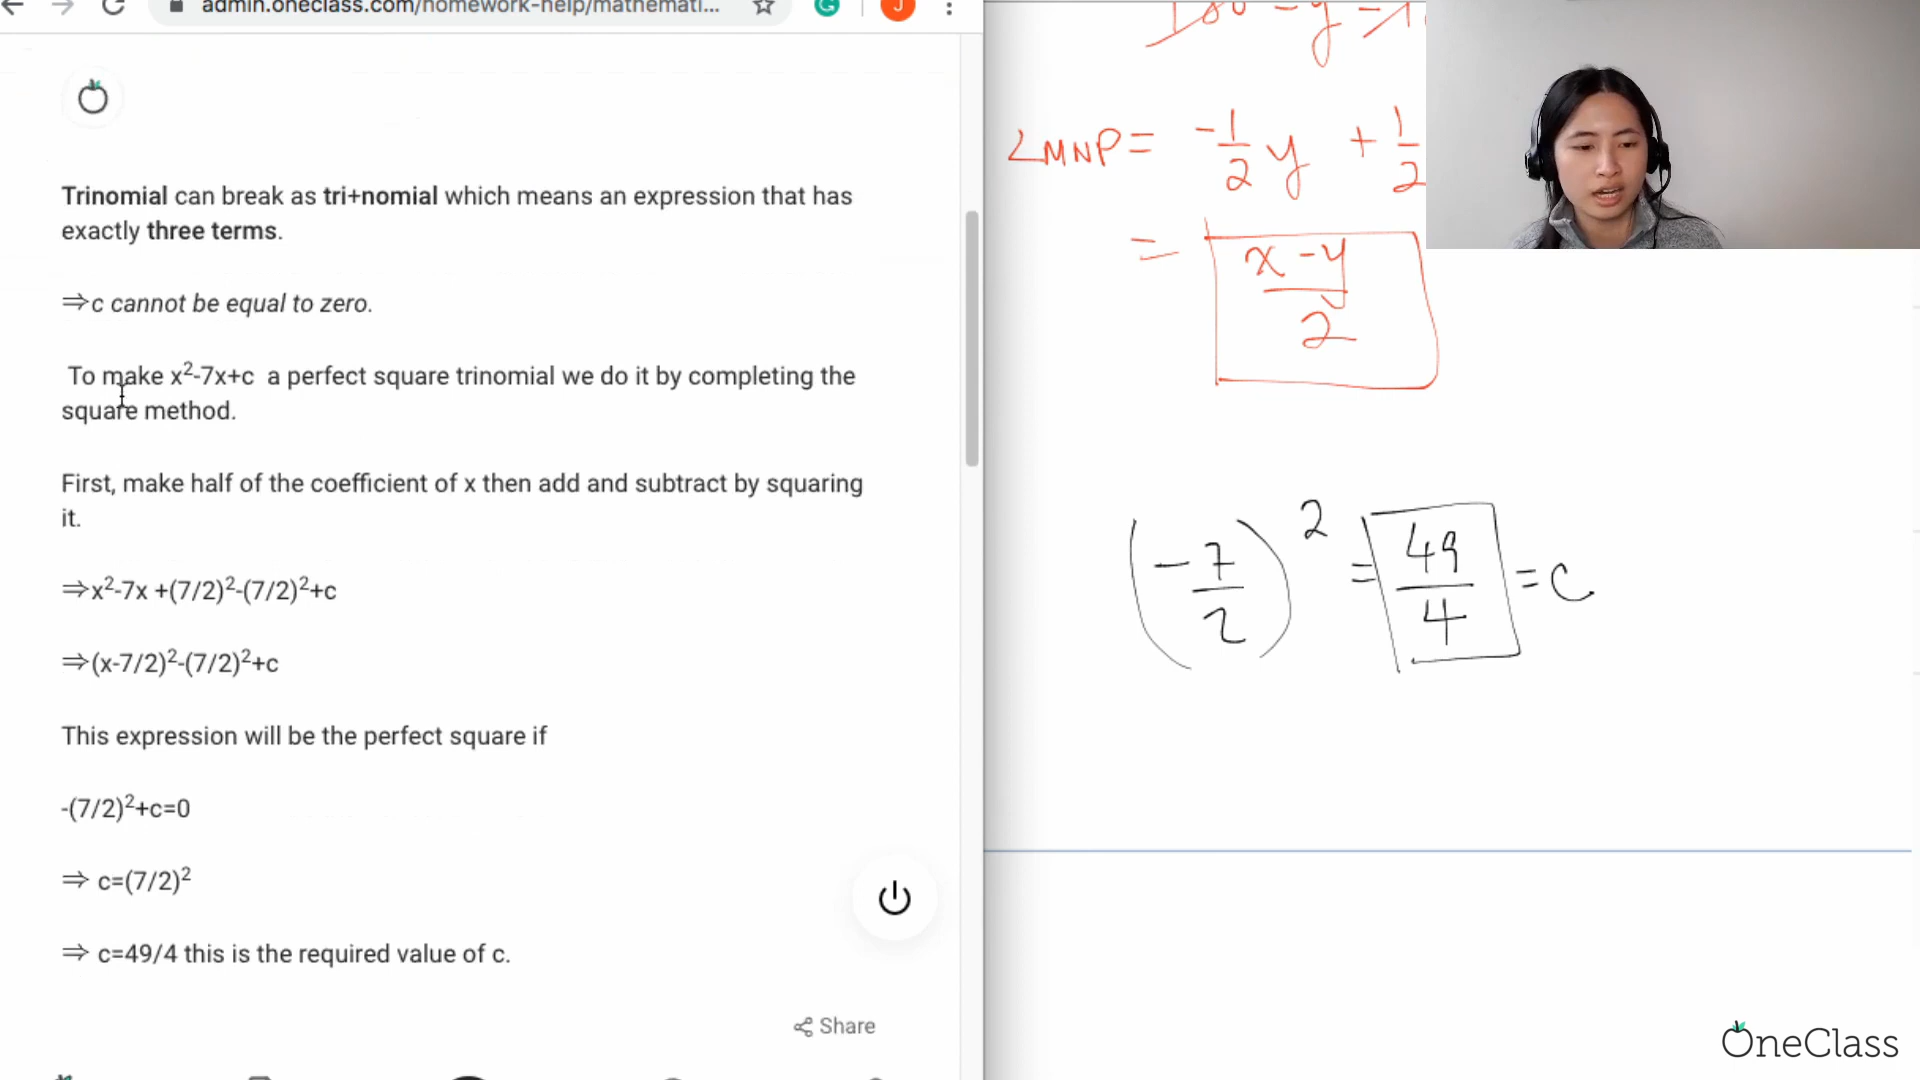 admin.oneclass.com/homework-help/mathemati...
J
Trinomial can break as tri+nomial which means an expression that has
exactly three terms.
⇒c cannot be equal to zero.
To make x²-7x+c a perfect square trinomial we do it by completing the
square method.
First, make half of the coefficient of x then add and subtract by squaring
it.
⇒x²-7x +(7/2)²-(7/2)²+c
⇒(x-7/2)²-(7/2)²+c
This expression will be the perfect square if
-(7/2)²+c=0
⇒ c=(7/2)²
⇒ c=49/4 this is the required value of c.
Share
∠MNP = -1/2 y + 1/2
= x-y/2
(-7/2)² = 49/4 = c
OneClass